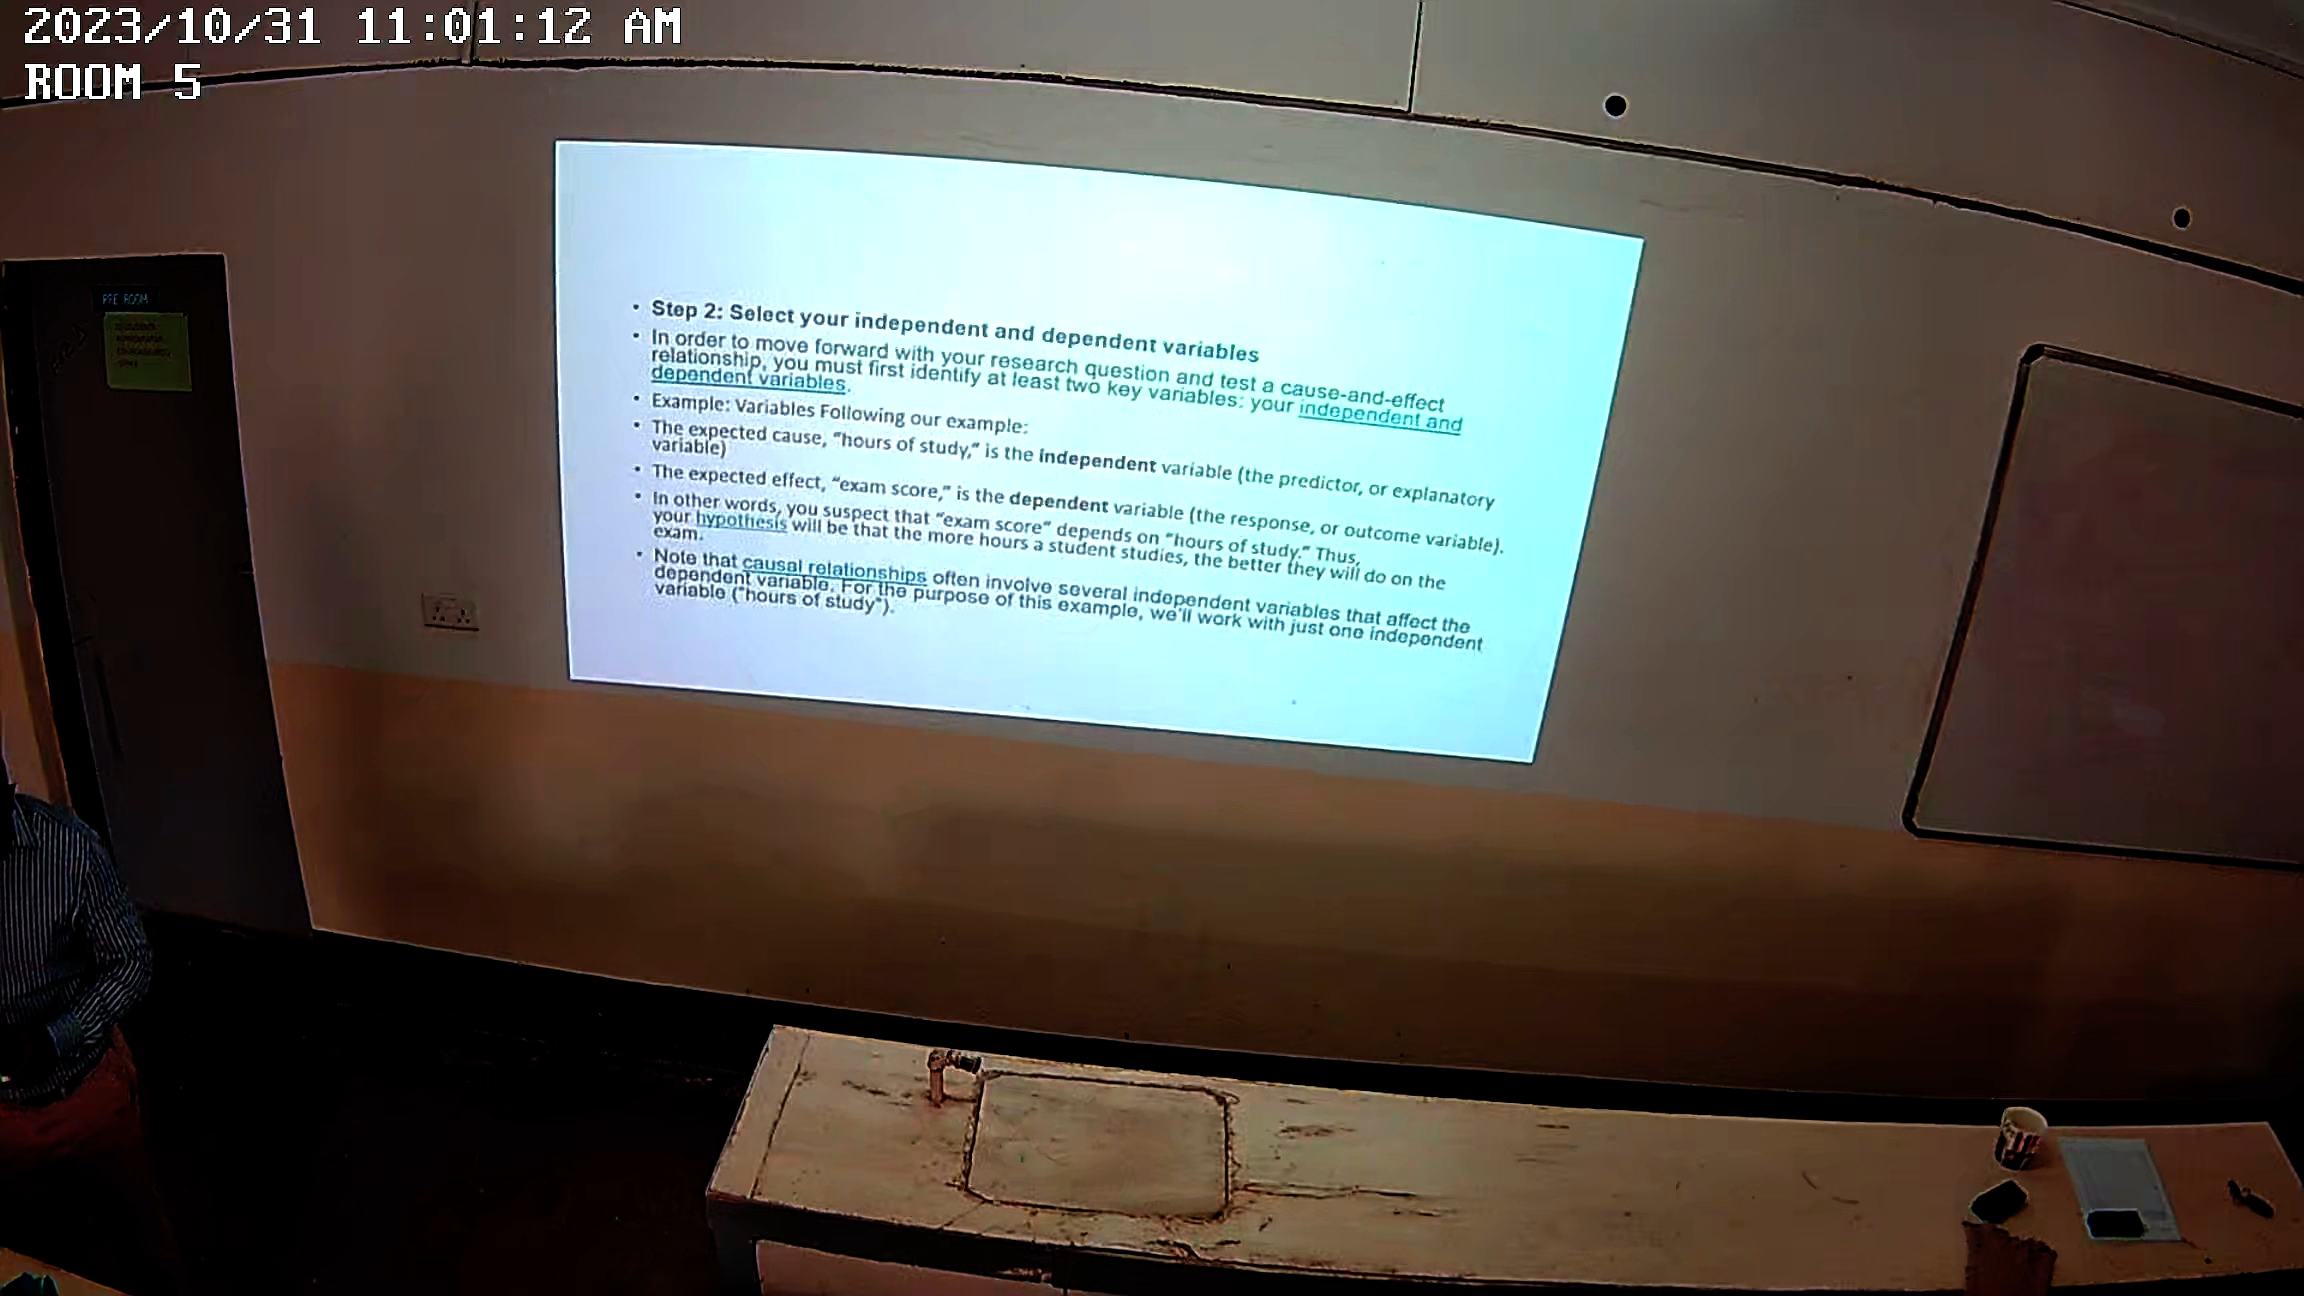 2023/10/31 11:01:12 AM
ROOM 5
PRE ROOM
• Step 2: Select your independent and dependent variables
• In order to move forward with your research question and test a cause-and-effect
relationship, you must first identify at least two key variables: your independent and
dependent variables.
• Example: Variables Following our example:
• The expected cause, “hours of study,” is the independent variable (the predictor, or explanatory
variable)
• The expected effect, “exam score,” is the dependent variable (the response, or outcome variable).
• In other words, you suspect that “exam score” depends on “hours of study.” Thus,
your hypothesis will be that the more hours a student studies, the better they will do on the
exam.
• Note that causal relationships often involve several independent variables that affect the
dependent variable. For the purpose of this example, we'll work with just one independent
variable ("hours of study").